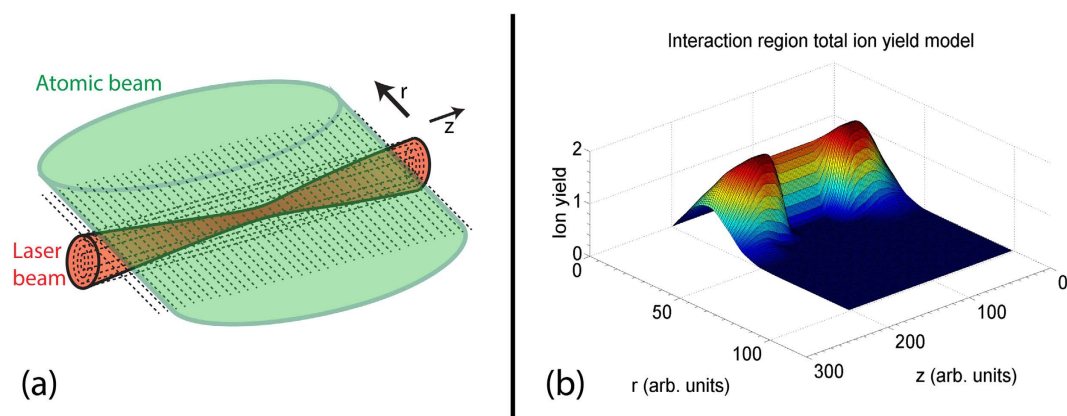 Atomic beam
r
z
Laser
beam
(a)
Interaction region total ion yield model
2
1
0
Ion yield
0
50
100
r (arb. units)
300
200
100
0
z (arb. units)
(b)